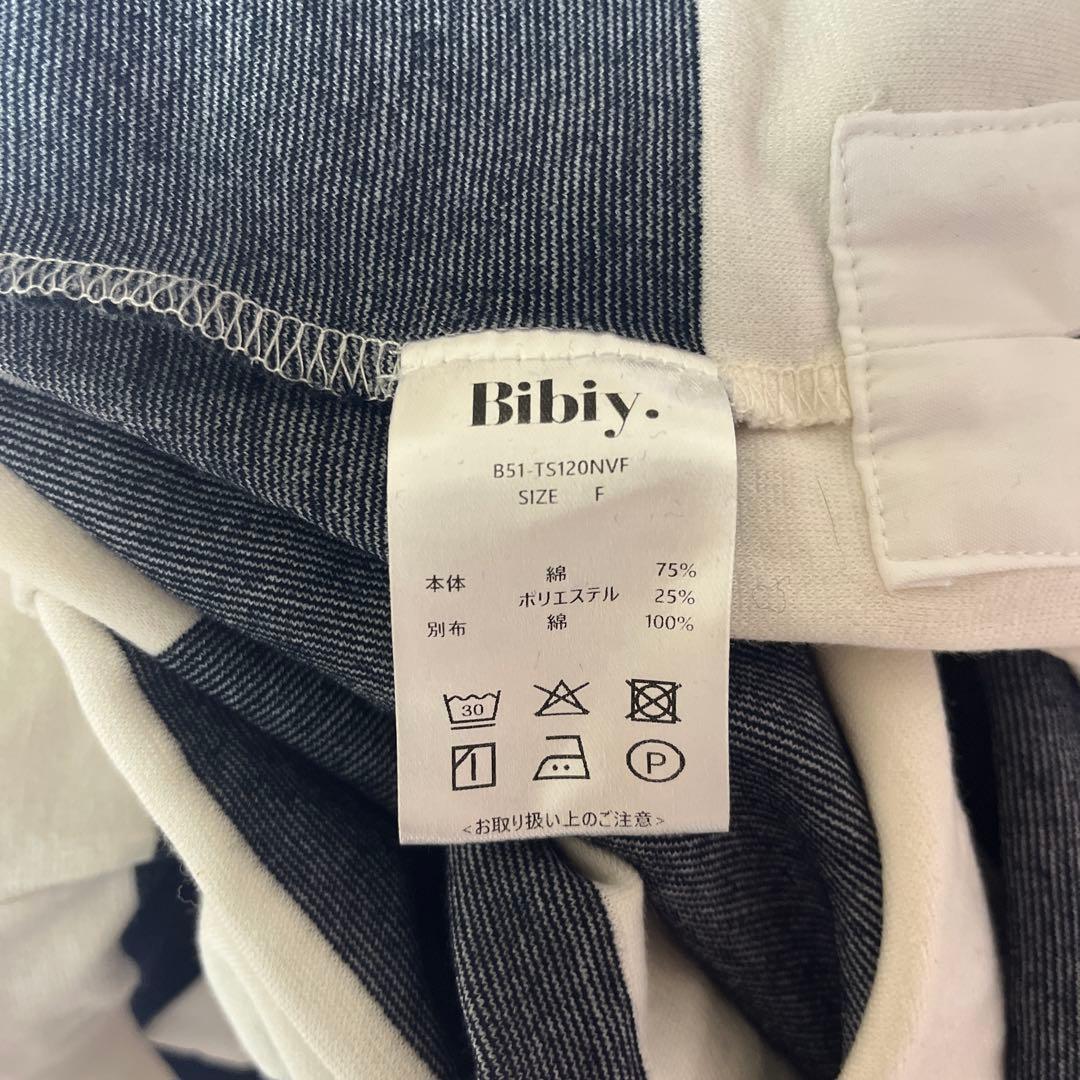 Bibiy.
B51-TS120NVF
SIZE F
本体 綿 75%
ポリエステル 25%
別布 綿 100%
30
P
<お取り扱い上のご注意>